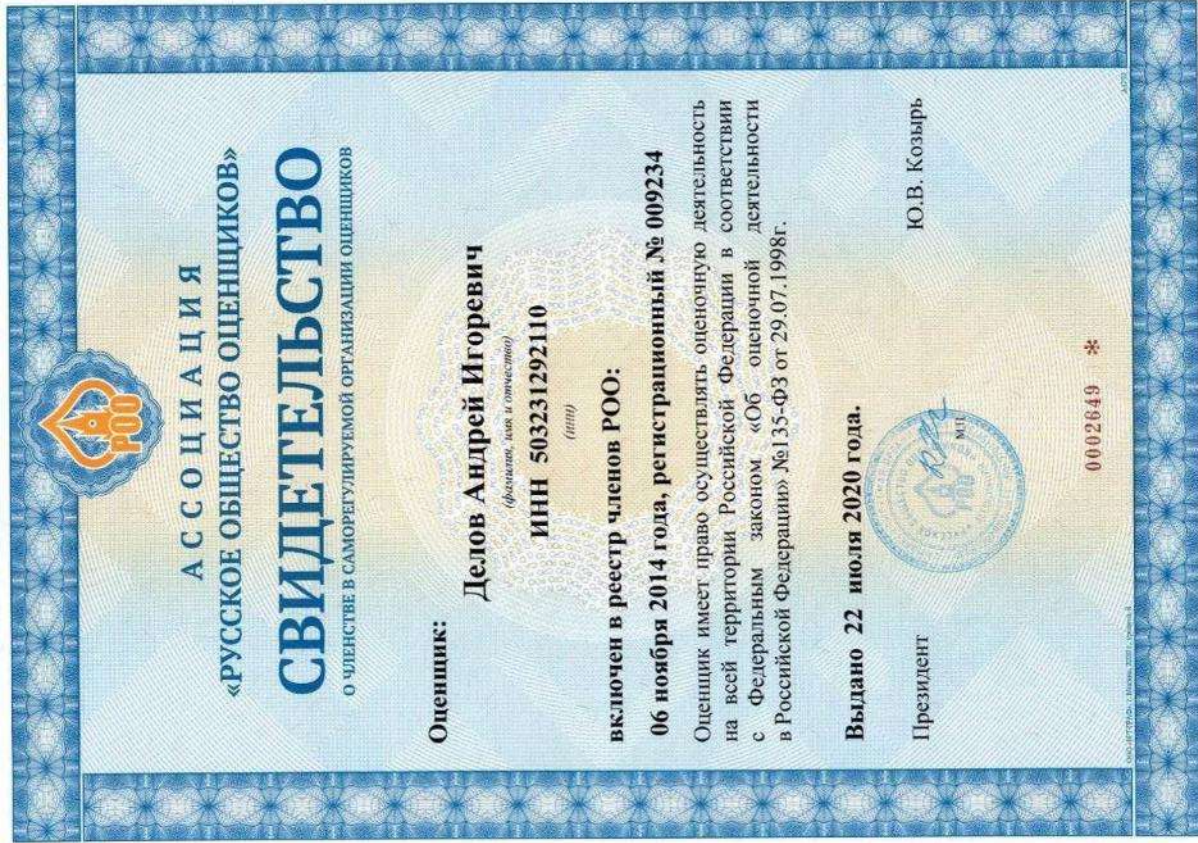 РОО
АССОЦИАЦИЯ
«РУССКОЕ ОБЩЕСТВО ОЦЕНЩИКОВ»
СВИДЕТЕЛЬСТВО
О ЧЛЕНСТВЕ В САМОРЕГУЛИРУЕМОЙ ОРГАНИЗАЦИИ ОЦЕНЩИКОВ
Оценщик:
Делов Андрей Игоревич
(фамилия, имя и отчество)
ИНН 503231292110
(инн)
включен в реестр членов РОО:
06 ноября 2014 года, регистрационный № 009234
Оценщик имеет право осуществлять оценочную деятельность
на всей территории Российской Федерации в соответствии
с Федеральным законом «Об оценочной деятельности
в Российской Федерации» №135-ФЗ от 29.07.1998г.
Выдано 22 июля 2020 года.
Президент
М.П.
Ю.В. Козырь
0002649 *